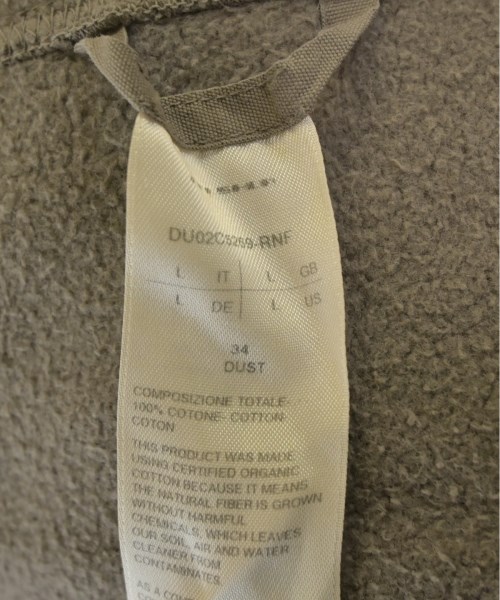 DU02C5269-RNF
L IT L GB
L DE L US
34
DUST
COMPOSIZIONE TOTALE-
100% COTONE- COTTON-
COTON
THIS PRODUCT WAS MADE
USING CERTIFIED ORGANIC
COTTON BECAUSE IT MEANS
THE NATURAL FIBER IS GROWN
WITHOUT HARMFUL
CHEMICALS, WHICH LEAVES
OUR SOIL, AIR AND WATER
CLEANER FROM
CONTAMINATES.
AS A